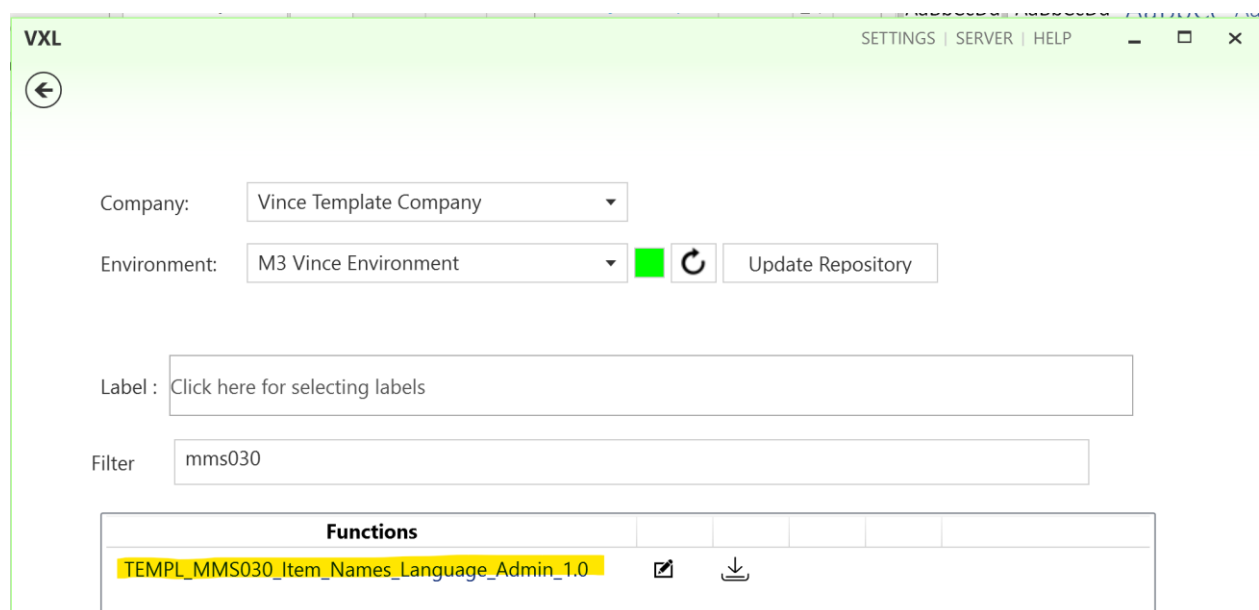 VXL SETTINGS | SERVER | HELP
Company: Vince Template Company
Environment: M3 Vince Environment Update Repository
Label : Click here for selecting labels
Filter mms030
Functions
TEMPL_MMS030_Item_Names_Language_Admin_1.0